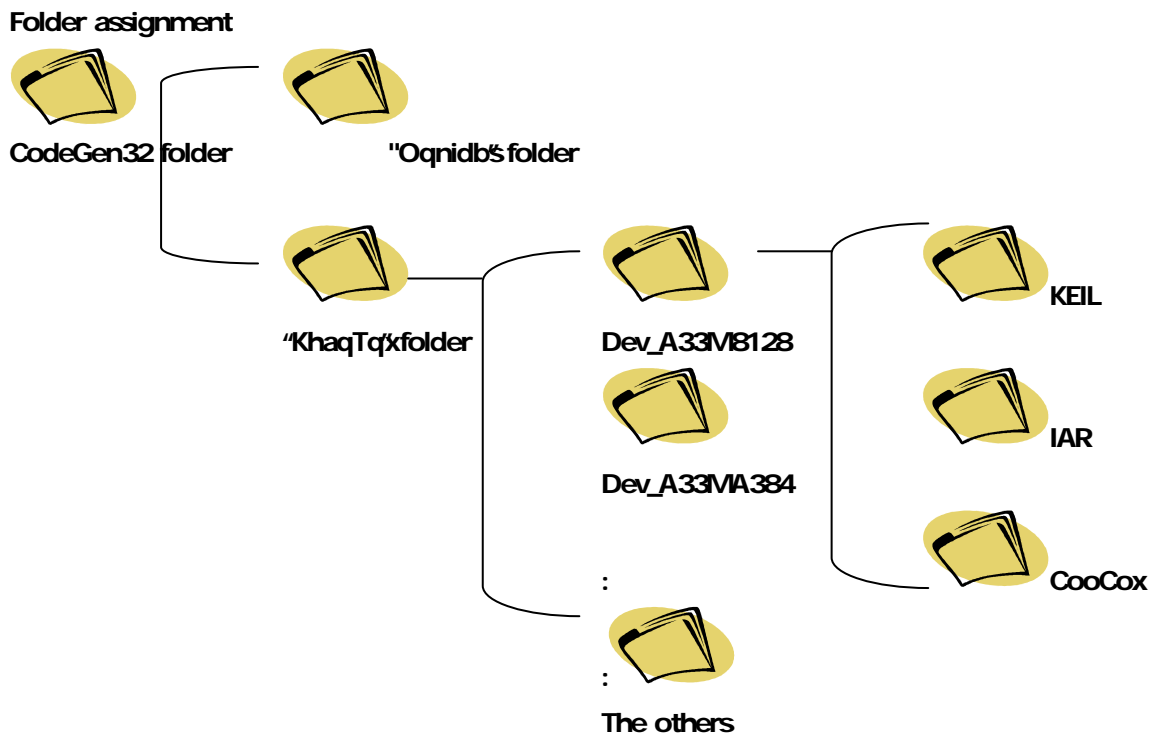 Folder assignment
CodeGen32 folder
"Oqnidb's folder
“KhaqTq'x folder
Dev_A33M8128
Dev_A33MA384
:
:
The others
KEIL
IAR
CooCox